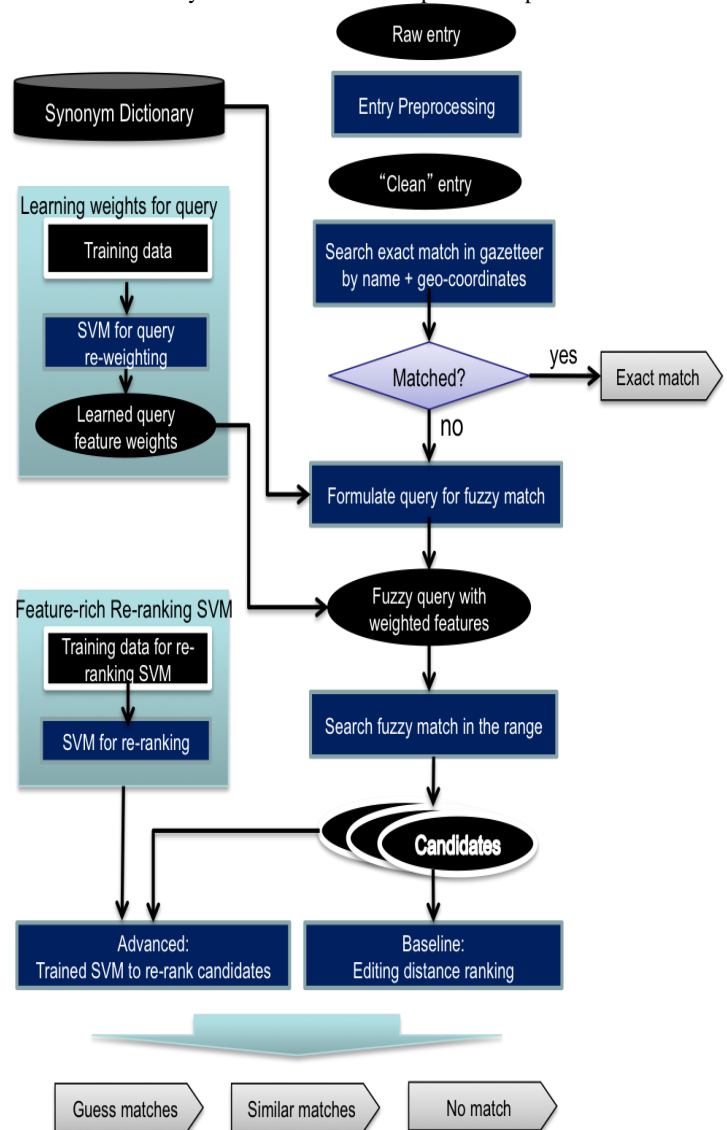 Raw entry
Entry Preprocessing
Synonym Dictionary
“Clean” entry
Learning weights for query
Training data
SVM for query
re-weighting
Learned query
feature weights
Search exact match in gazetteer
by name + geo-coordinates
Matched?
yes
Exact match
no
Formulate query for fuzzy match
Fuzzy query with
weighted features
Feature-rich Re-ranking SVM
Training data for re-
ranking SVM
SVM for re-ranking
Search fuzzy match in the range
Candidates
Advanced:
Trained SVM to re-rank candidates
Baseline:
Editing distance ranking
Guess matches
Similar matches
No match